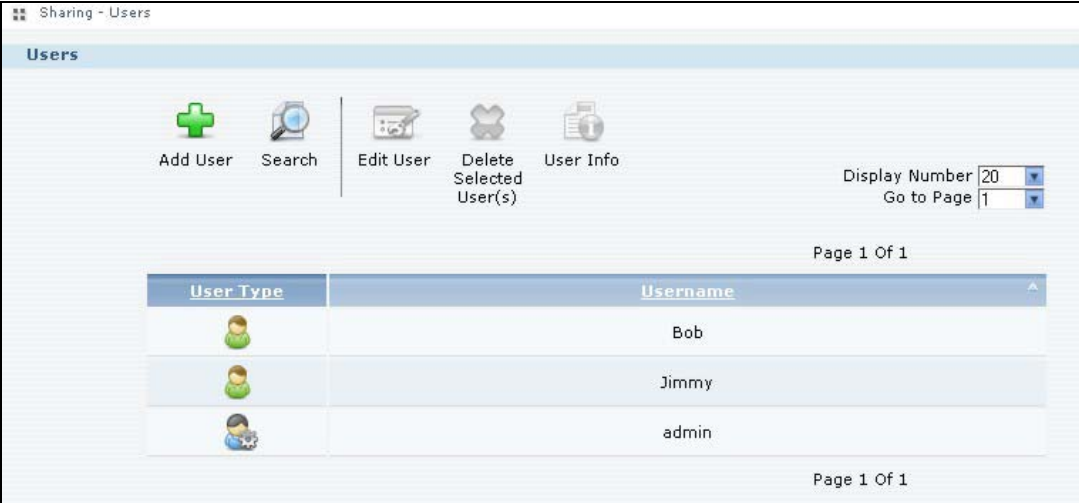 Sharing - Users
Users
Add User
Search
Edit User
Delete
Selected
User(s)
User Info
Display Number 20
Go to Page 1
Page 1 Of 1
User Type Username
Bob
Jimmy
admin
Page 1 Of 1